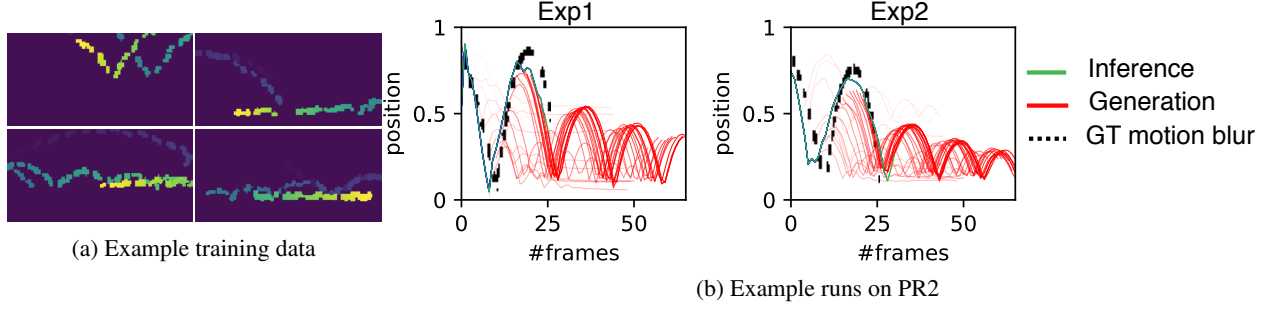 Exp1
Exp2
1
0.5
0
position
0
25
50
#frames
1
0.5
0
position
0
25
50
#frames
Inference
Generation
GT motion blur
(a) Example training data
(b) Example runs on PR2